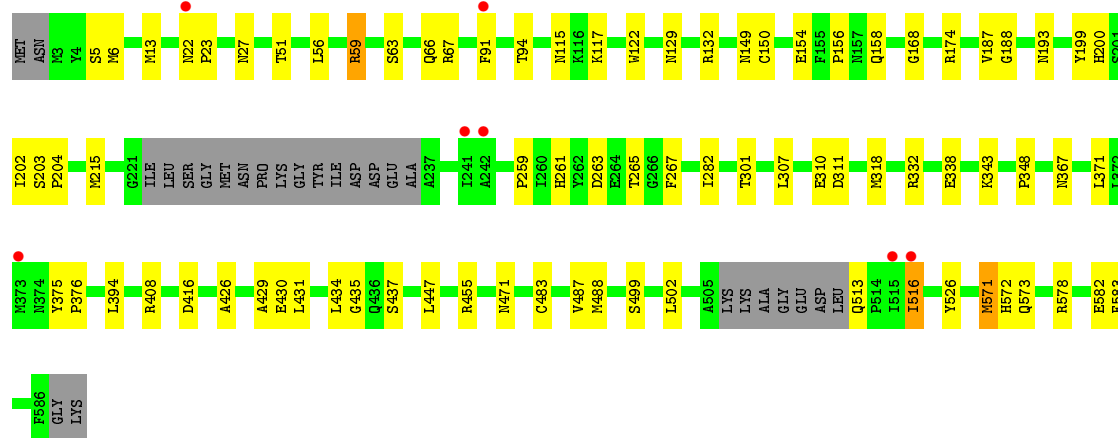 MET ASN M3 Y4 S5 M6 M13 N22 P23 N27 T51 L56 R59 S63 Q66 R67 F91 T94 N115 K116 K117 W122 N129 R132 N149 C150 E154 F155 P156 N157 Q158 G168 R174 V187 G188 N193 Y199 H200 S201
I202 S203 P204 M215 G221 ILE LEU SER GLY MET ASN PRO LYS GLY TYR ILE ASP ASP GLU ALA A237 I241 A242 P259 I260 H261 Y262 D263 E264 T265 G266 F267 I282 T301 L307 E310 D311 M318 R332 E338 K343 P348 N367 L371 L372
M373 N374 Y375 P376 L394 R408 D416 A426 A429 E430 L431 L434 G435 Q436 S437 L447 R455 N471 C483 V487 M488 S499 L502 A505 LYS LYS ALA GLY GLU ASP LEU Q513 P514 I515 I516 Y526 M571 H572 Q573 R578 E582 E583
F586 GLY LYS